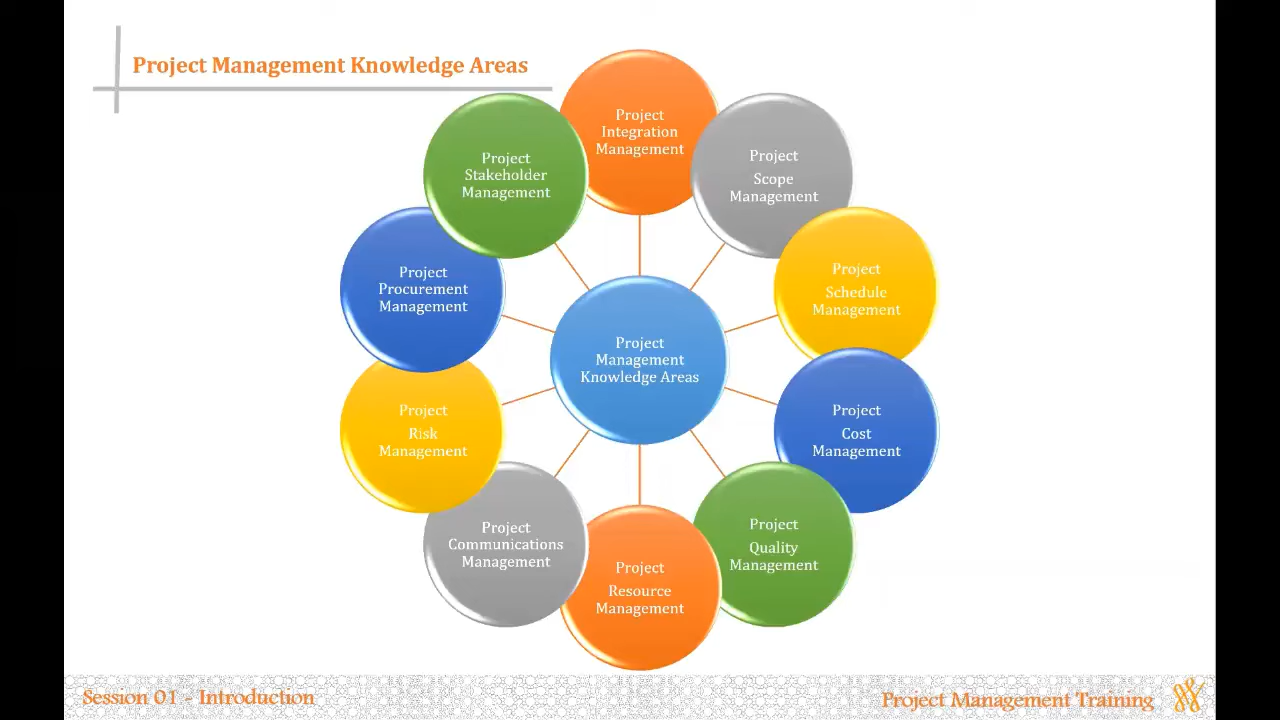 Project Management Knowledge Areas
Project
Integration
Management
Project
Scope
Management
Project
Schedule
Management
Project
Cost
Management
Project
Quality
Management
Project
Resource
Management
Project
Communications
Management
Project
Risk
Management
Project
Procurement
Management
Project
Stakeholder
Management
Project
Management
Knowledge Areas
Session 01 - Introduction
Project Management Training